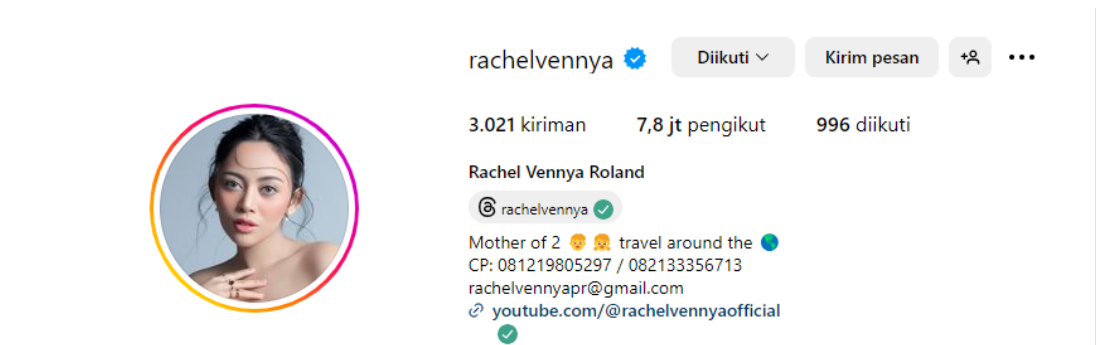 rachelvennya
Diikuti
Kirim pesan
3.021 kiriman
7,8 jt pengikut
996 diikuti
Rachel Vennya Roland
rachelvennya
Mother of 2 👦 👧 travel around the 🌎
CP: 081219805297 / 082133356713
rachelvennyapr@gmail.com
youtube.com/@rachelvennyaofficial